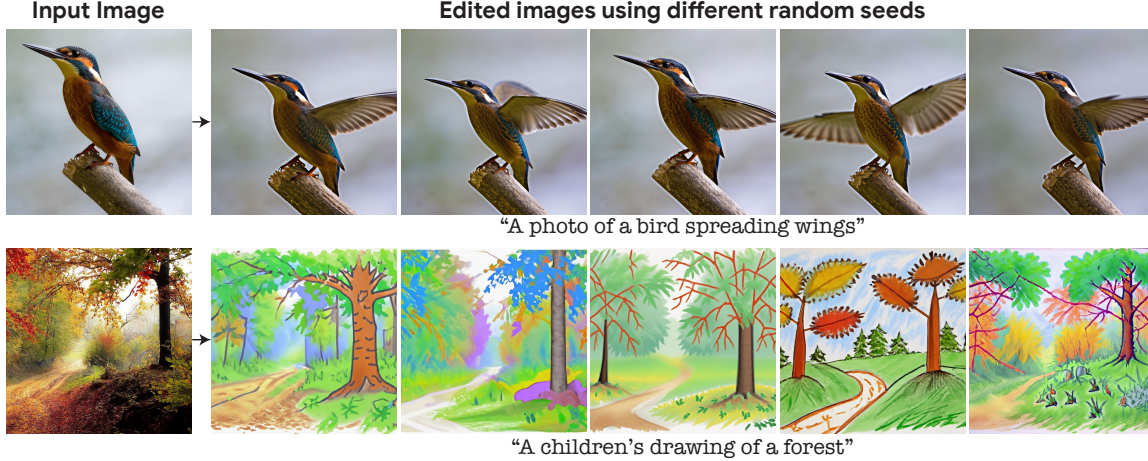 Input Image
Edited images using different random seeds
“A photo of a bird spreading wings”
“A children’s drawing of a forest”